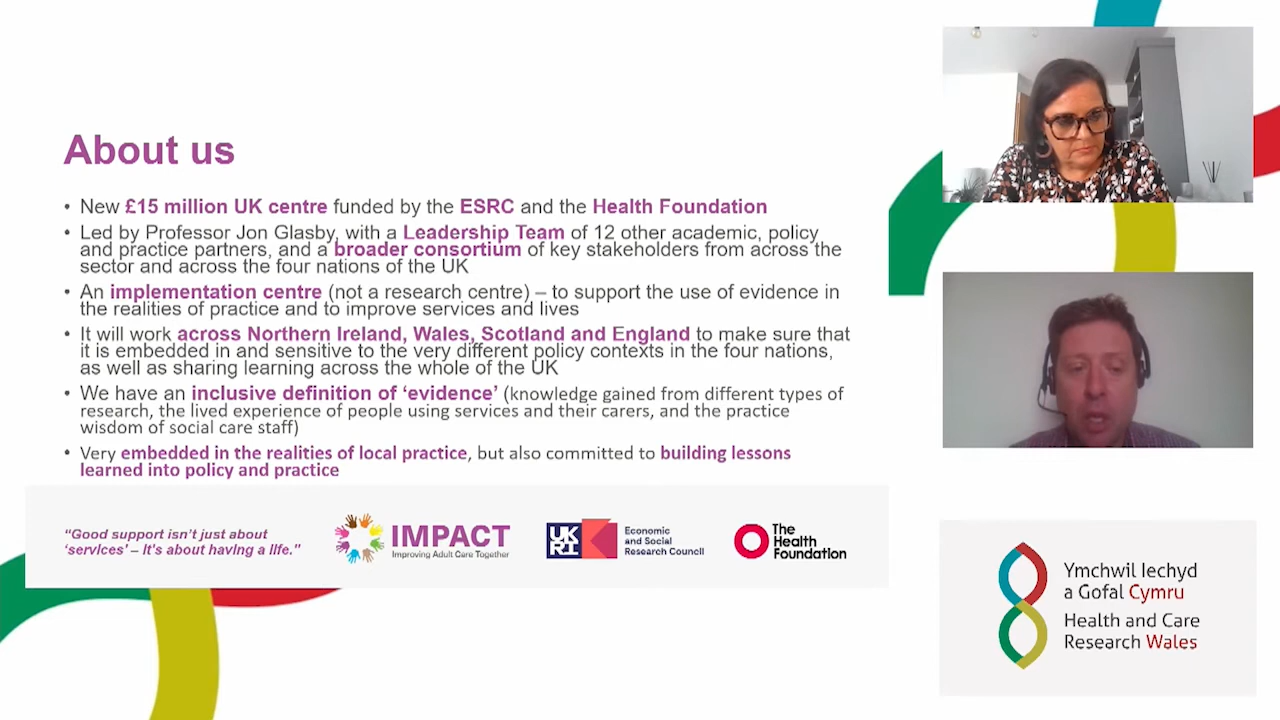 About us
• New £15 million UK centre funded by the ESRC and the Health Foundation
• Led by Professor Jon Glasby, with a Leadership Team of 12 other academic, policy
and practice partners, and a broader consortium of key stakeholders from across the
sector and across the four nations of the UK
• An implementation centre (not a research centre) – to support the use of evidence in
the realities of practice and to improve services and lives
• It will work across Northern Ireland, Wales, Scotland and England to make sure that
it is embedded in and sensitive to the very different policy contexts in the four nations,
as well as sharing learning across the whole of the UK
• We have an inclusive definition of ‘evidence’ (knowledge gained from different types of
research, the lived experience of people using services and their carers, and the practice
wisdom of social care staff)
• Very embedded in the realities of local practice, but also committed to building lessons
learned into policy and practice
"Good support isn’t just about
‘services’ – it’s about having a life."
IMPACT
Improving Adult Care Together
UK
RI
Economic
and Social
Research Council
The
Health
Foundation
Ymchwil Iechyd
a Gofal Cymru
Health and Care
Research Wales